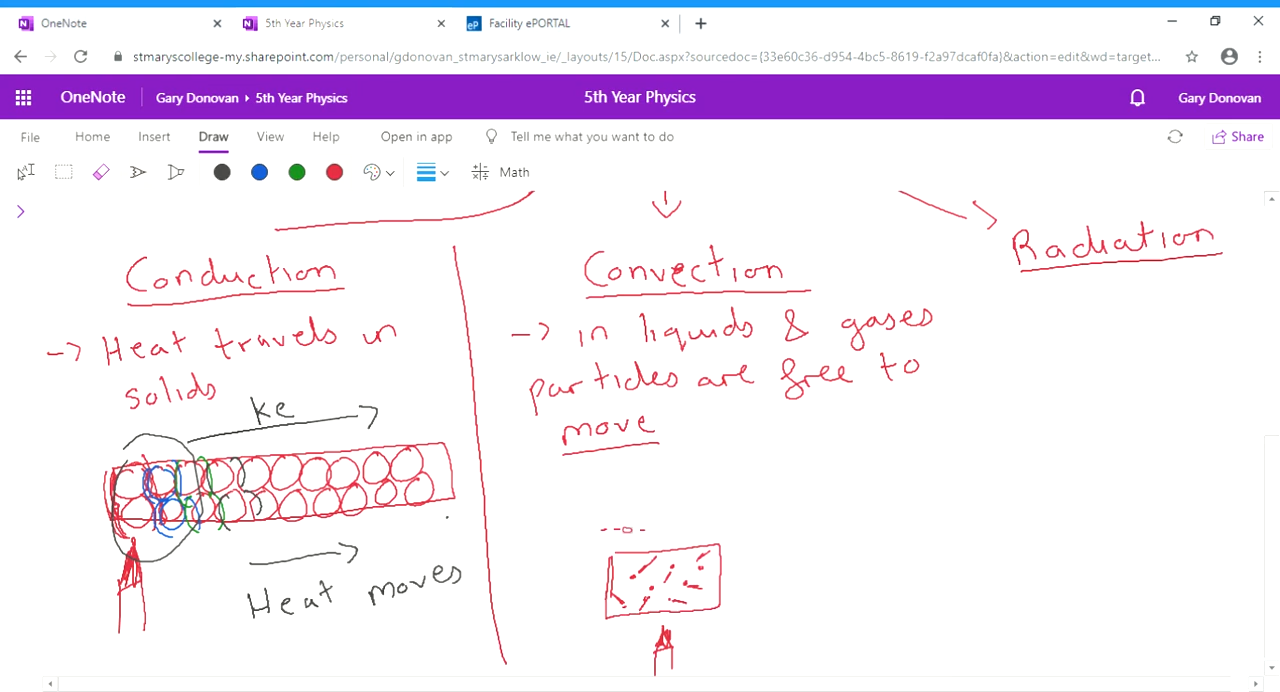 OneNote
5th Year Physics
Facility ePORTAL
stmaryscollege-my.sharepoint.com/personal/gdonovan_stmarysarklow_ie/_layouts/15/Doc.aspx?sourcedoc={33e60c36-d954-4bc5-8619-f2a97dcaf0fa}&action=edit&wd=target...
OneNote
Gary Donovan › 5th Year Physics
5th Year Physics
Gary Donovan
File
Home
Insert
Draw
View
Help
Open in app
Tell me what you want to do
Share
Math
Conduction
-> Heat travels in
solids
ke
Heat moves
Convection
-> in liquids & gases
particles are free to
move
Radiation